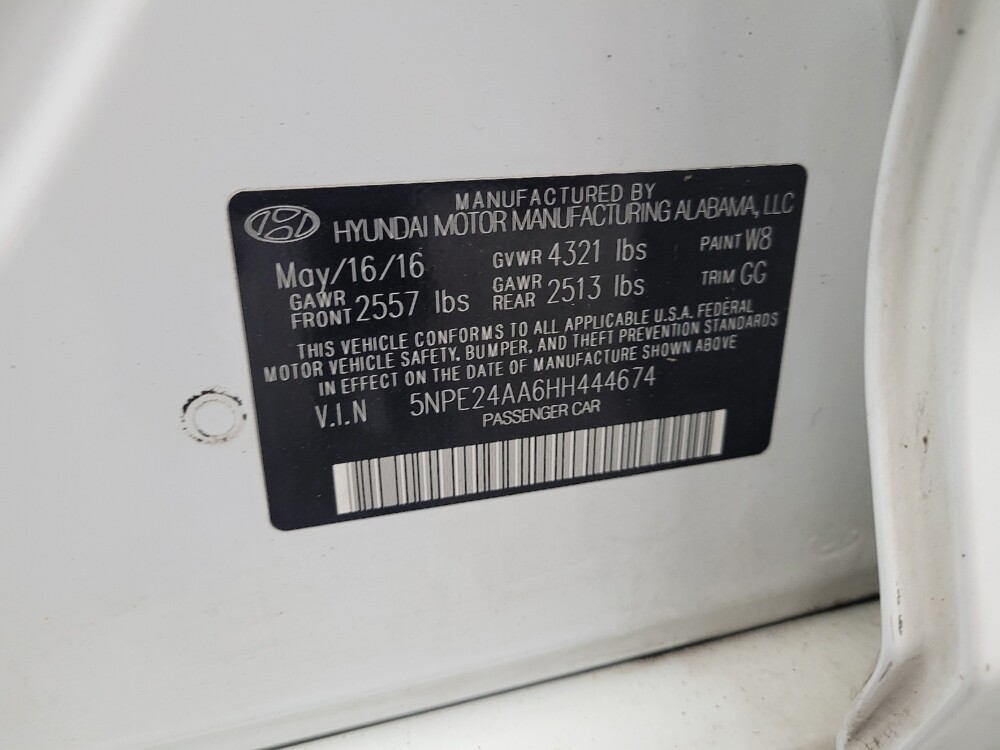 MANUFACTURED BY
HYUNDAI MOTOR MANUFACTURING ALABAMA, LLC
May/16/16 GVWR 4321 lbs PAINT W8
GAWR FRONT 2557 lbs GAWR REAR 2513 lbs TRIM GG
THIS VEHICLE CONFORMS TO ALL APPLICABLE U.S.A. FEDERAL
MOTOR VEHICLE SAFETY, BUMPER, AND THEFT PREVENTION STANDARDS
IN EFFECT ON THE DATE OF MANUFACTURE SHOWN ABOVE
V.I.N 5NPE24AA6HH444674
PASSENGER CAR